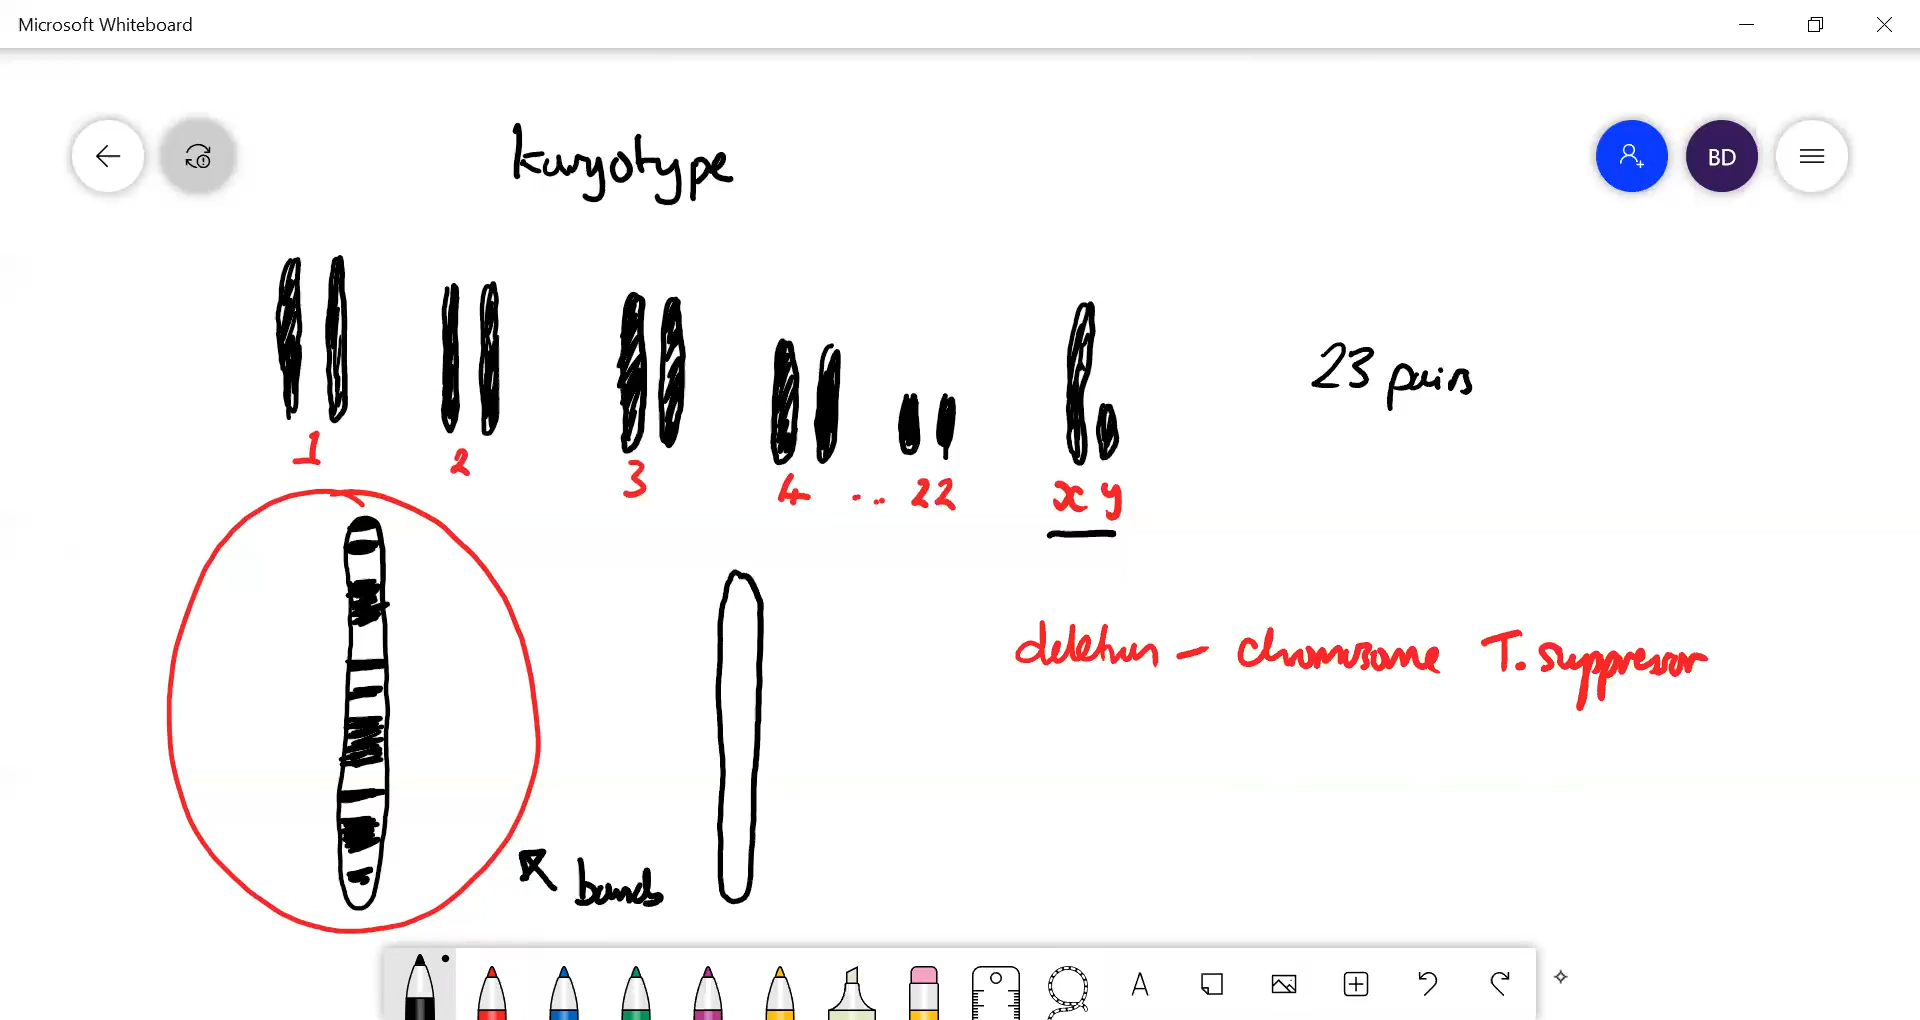 Microsoft Whiteboard
karyotype
BD
23 pairs
1 2 3 4 .. 22 x y
deletion - chromosome T. suppressor
bands
A